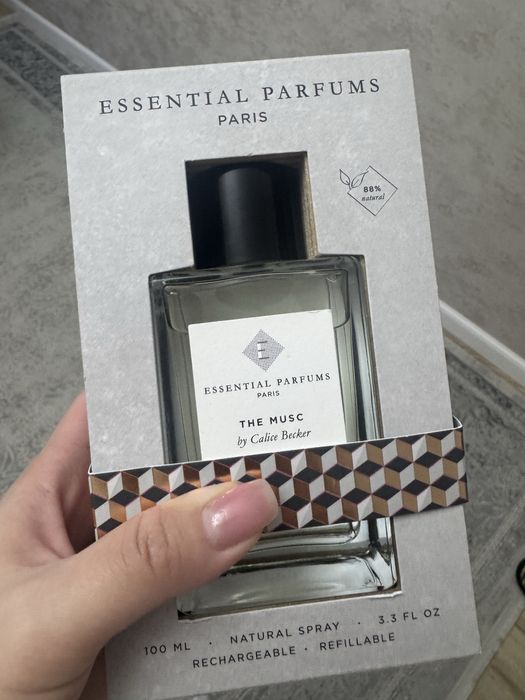 ESSENTIAL PARFUMS
PARIS
88%
natural
E
ESSENTIAL PARFUMS
PARIS
THE MUSC
by Calice Becker
100 ML · NATURAL SPRAY · 3.3 FL OZ
RECHARGEABLE · REFILLABLE